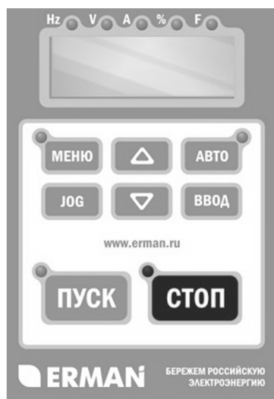 Hz V A % F
МЕНЮ АВТО
JOG ВВОД
www.erman.ru
ПУСК СТОП
ERMAN
БЕРЕЖЕМ РОССИЙСКУЮ
ЭЛЕКТРОЭНЕРГИЮ